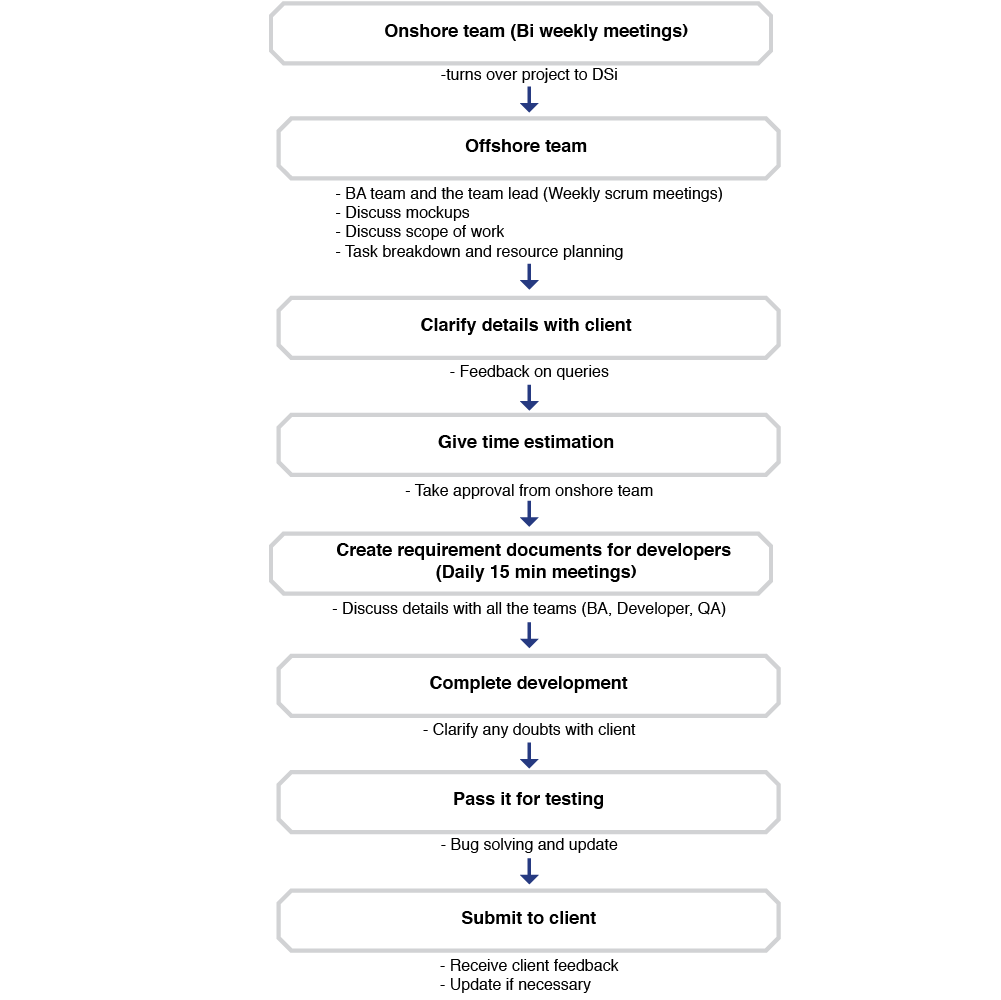 Onshore team (Bi weekly meetings)
-turns over project to DSi
Offshore team
- BA team and the team lead (Weekly scrum meetings)
- Discuss mockups
- Discuss scope of work
- Task breakdown and resource planning
Clarify details with client
- Feedback on queries
Give time estimation
- Take approval from onshore team
Create requirement documents for developers
(Daily 15 min meetings)
- Discuss details with all the teams (BA, Developer, QA)
Complete development
- Clarify any doubts with client
Pass it for testing
- Bug solving and update
Submit to client
- Receive client feedback
- Update if necessary